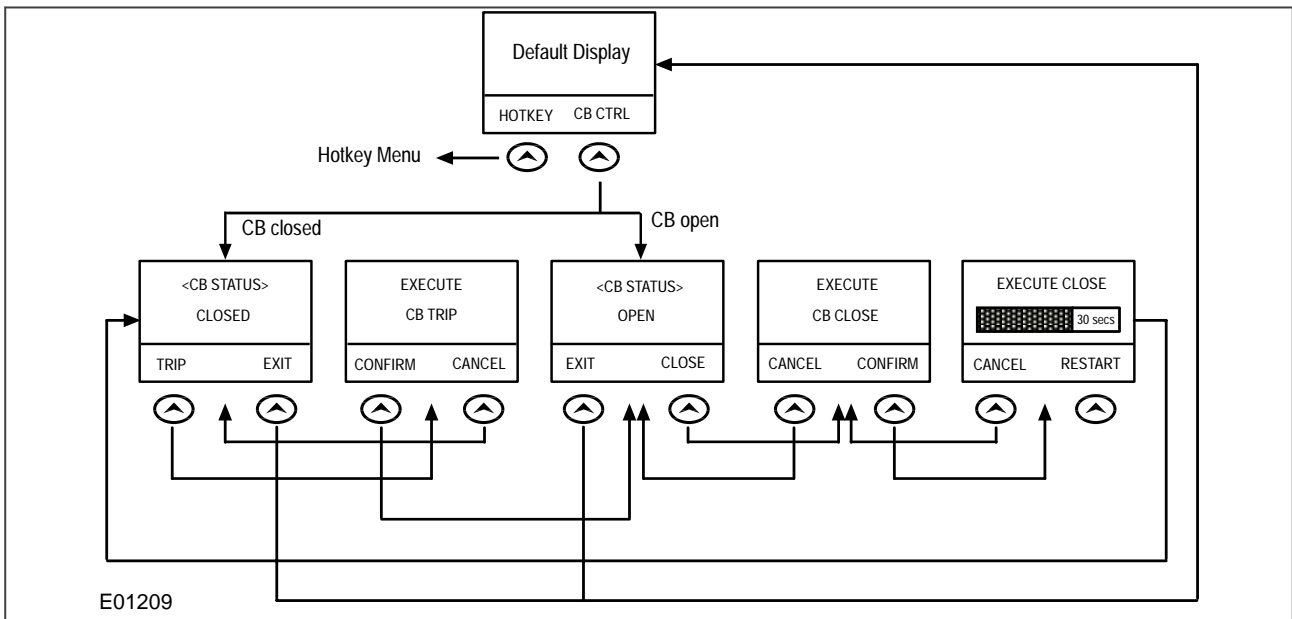 Default Display
HOTKEY CB CTRL
Hotkey Menu
CB closed
CB open
<CB STATUS>
CLOSED
TRIP EXIT
EXECUTE
CB TRIP
CONFIRM CANCEL
<CB STATUS>
OPEN
EXIT CLOSE
EXECUTE
CB CLOSE
CANCEL CONFIRM
EXECUTE CLOSE
30 secs
CANCEL RESTART
E01209